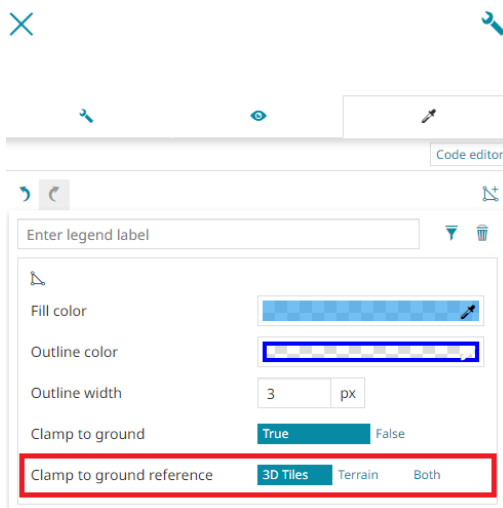 Code editor
Enter legend label
Fill color
Outline color
Outline width 3 px
Clamp to ground True False
Clamp to ground reference 3D Tiles Terrain Both